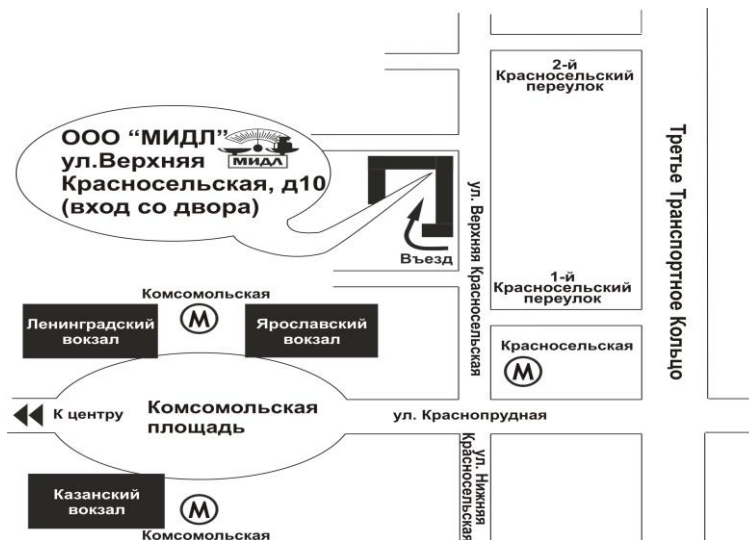 2-й
Красносельский
переулок
ООО “МИДЛ”
МИДЛ
ул.Верхняя
Красносельская, д10
(вход со двора)
Третье Транспортное Кольцо
ул. Верхняя Красносельская
Въезд
1-й
Красносельский
переулок
Комсомольская
М
Ленинградский
вокзал
Ярославский
вокзал
Красносельская
М
К центру
Комсомольская
площадь
ул. Краснопрудная
ул. Нижняя
Красносельская
Казанский
вокзал
М
Комсомольская